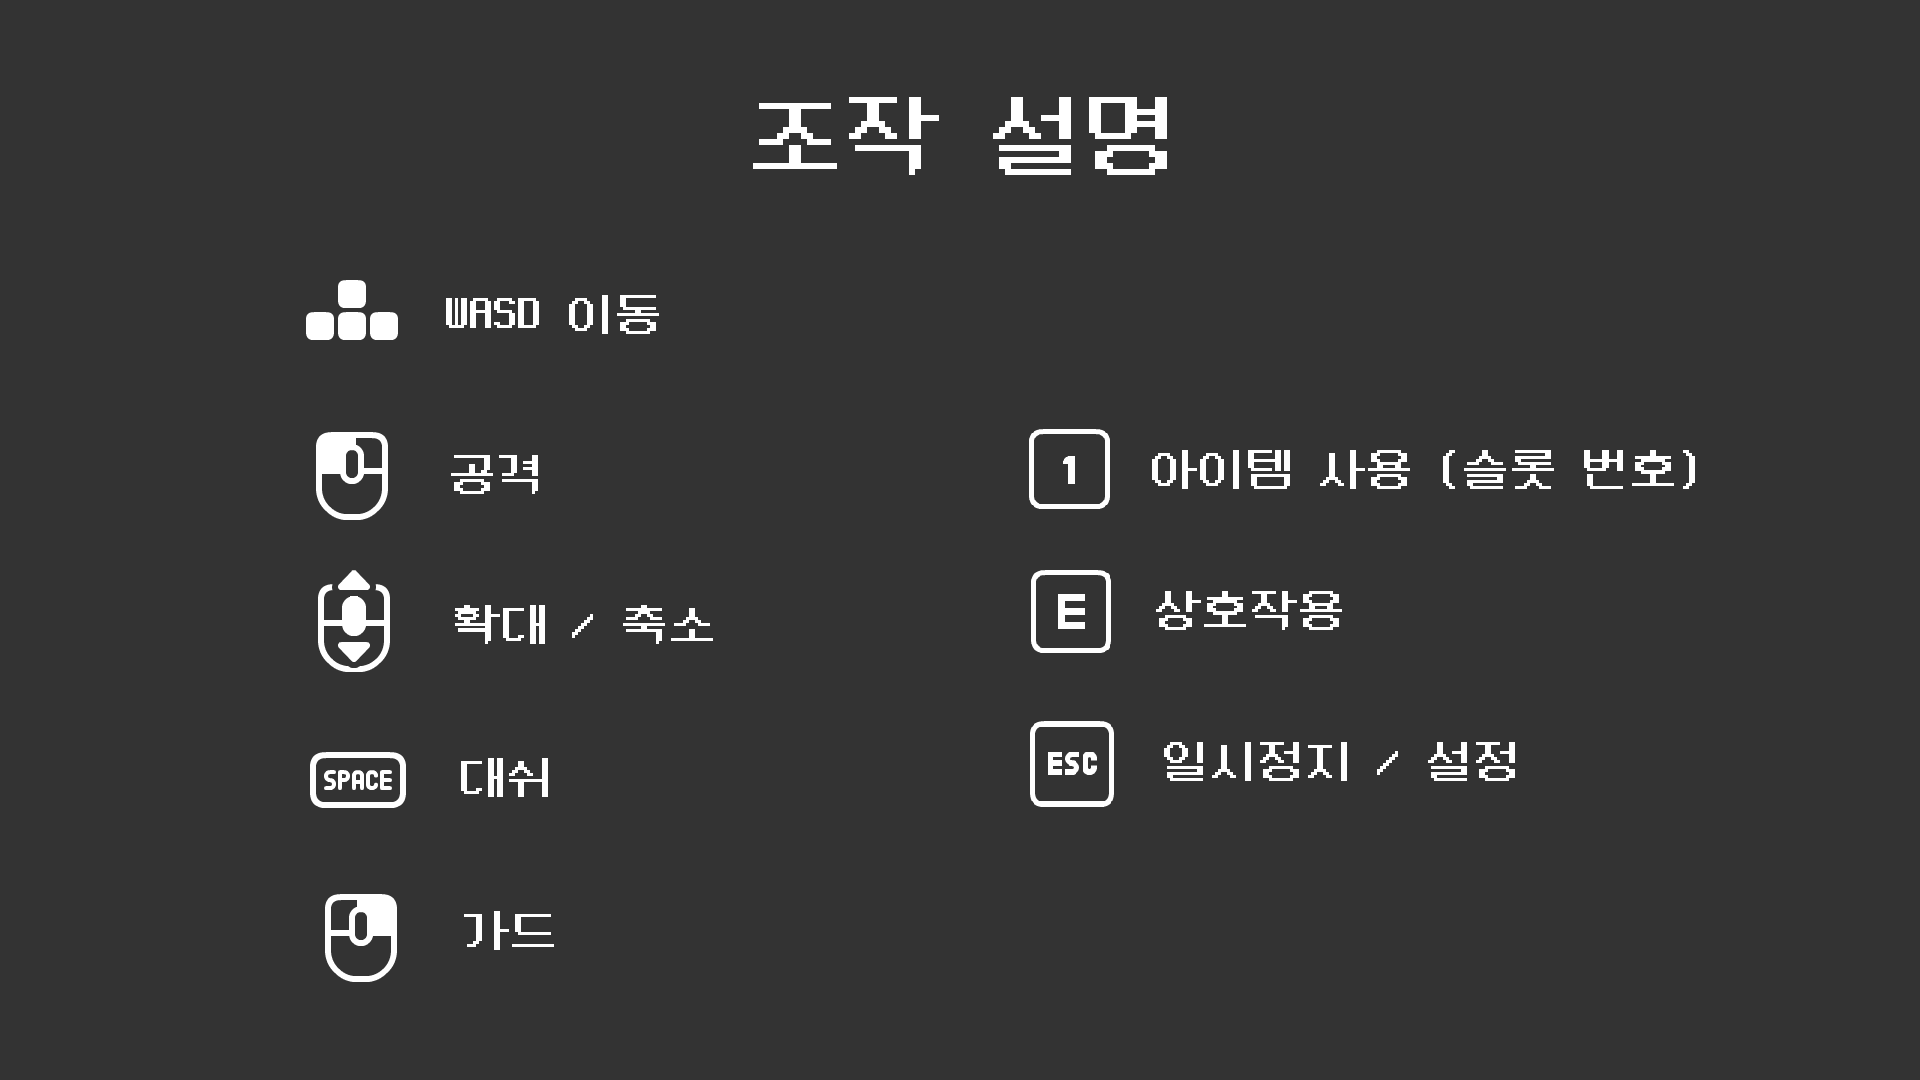 조작 설명
WASD 이동
공격
확대 / 축소
SPACE 대쉬
가드
1 아이템 사용 (슬롯 번호)
E 상호작용
ESC 일시정지 / 설정